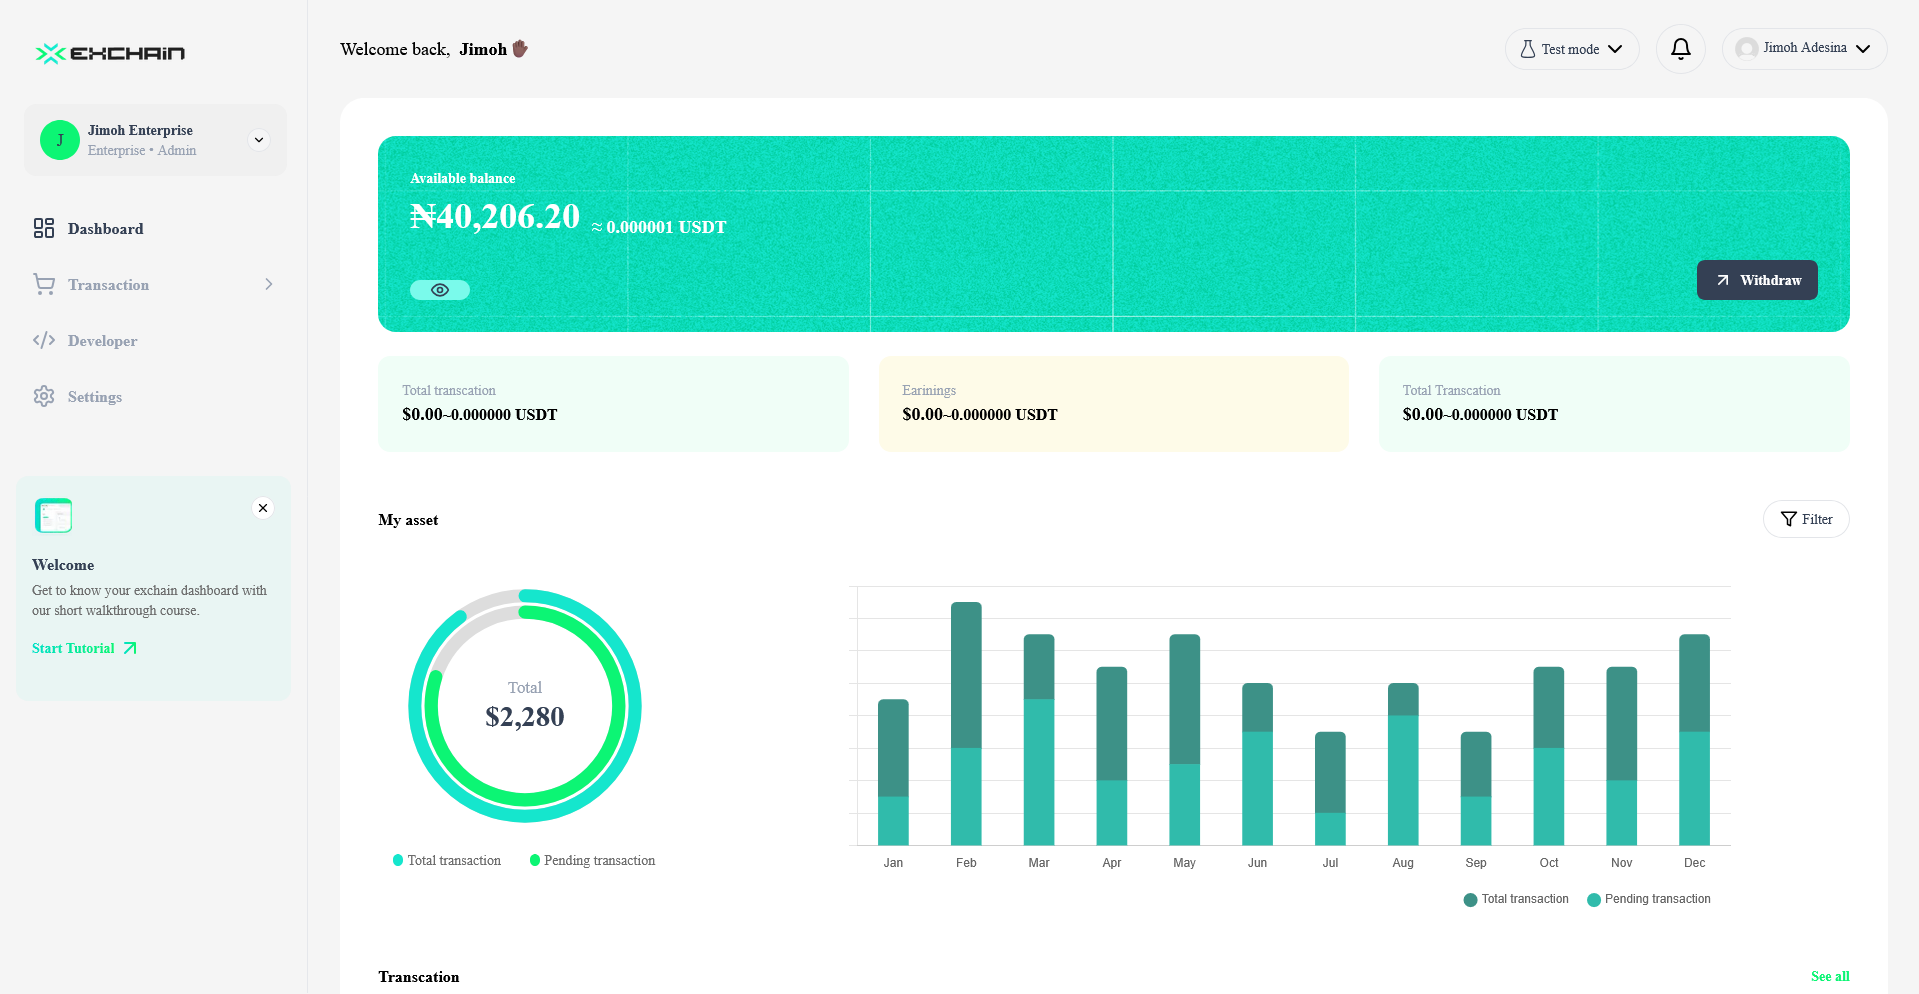 EXCHAIN
Jimoh Enterprise
Enterprise • Admin
J
Dashboard
Transaction
Developer
Settings
Welcome
Get to know your exchain dashboard with
our short walkthrough course.
Start Tutorial
Welcome back, Jimoh
Test mode
Jimoh Adesina
Available balance
₦40,206.20 ≈ 0.000001 USDT
Withdraw
Total transcation
$0.00~0.000000 USDT
Earinings
$0.00~0.000000 USDT
Total Transcation
$0.00~0.000000 USDT
My asset
Filter
Total
$2,280
Total transaction Pending transaction
Jan Feb Mar Apr May Jun Jul Aug Sep Oct Nov Dec
Total transaction Pending transaction
Transcation
See all